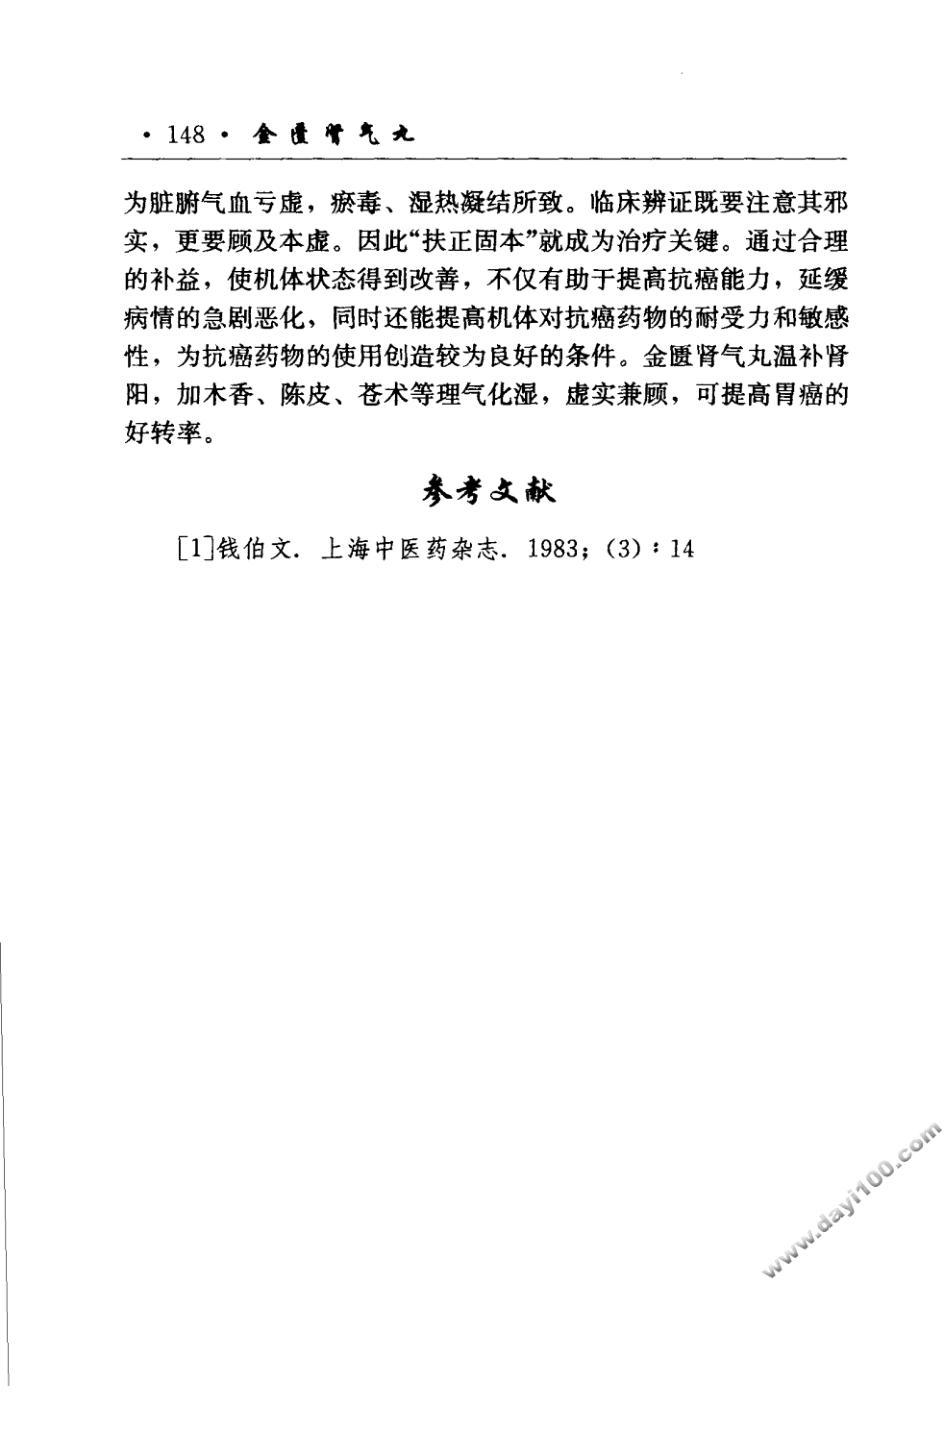 · 148 · 金匮肾气丸
为脏腑气血亏虚，瘀毒、湿热凝结所致。临床辨证既要注意其邪
实，更要顾及本虚。因此“扶正固本”就成为治疗关键。通过合理
的补益，使机体状态得到改善，不仅有助于提高抗癌能力，延缓
病情的急剧恶化，同时还能提高机体对抗癌药物的耐受力和敏感
性，为抗癌药物的使用创造较为良好的条件。金匮肾气丸温补肾
阳，加木香、陈皮、苍术等理气化湿，虚实兼顾，可提高胃癌的
好转率。
参考文献
[1]钱伯文．上海中医药杂志．1983；(3)：14
www.dayi100.com